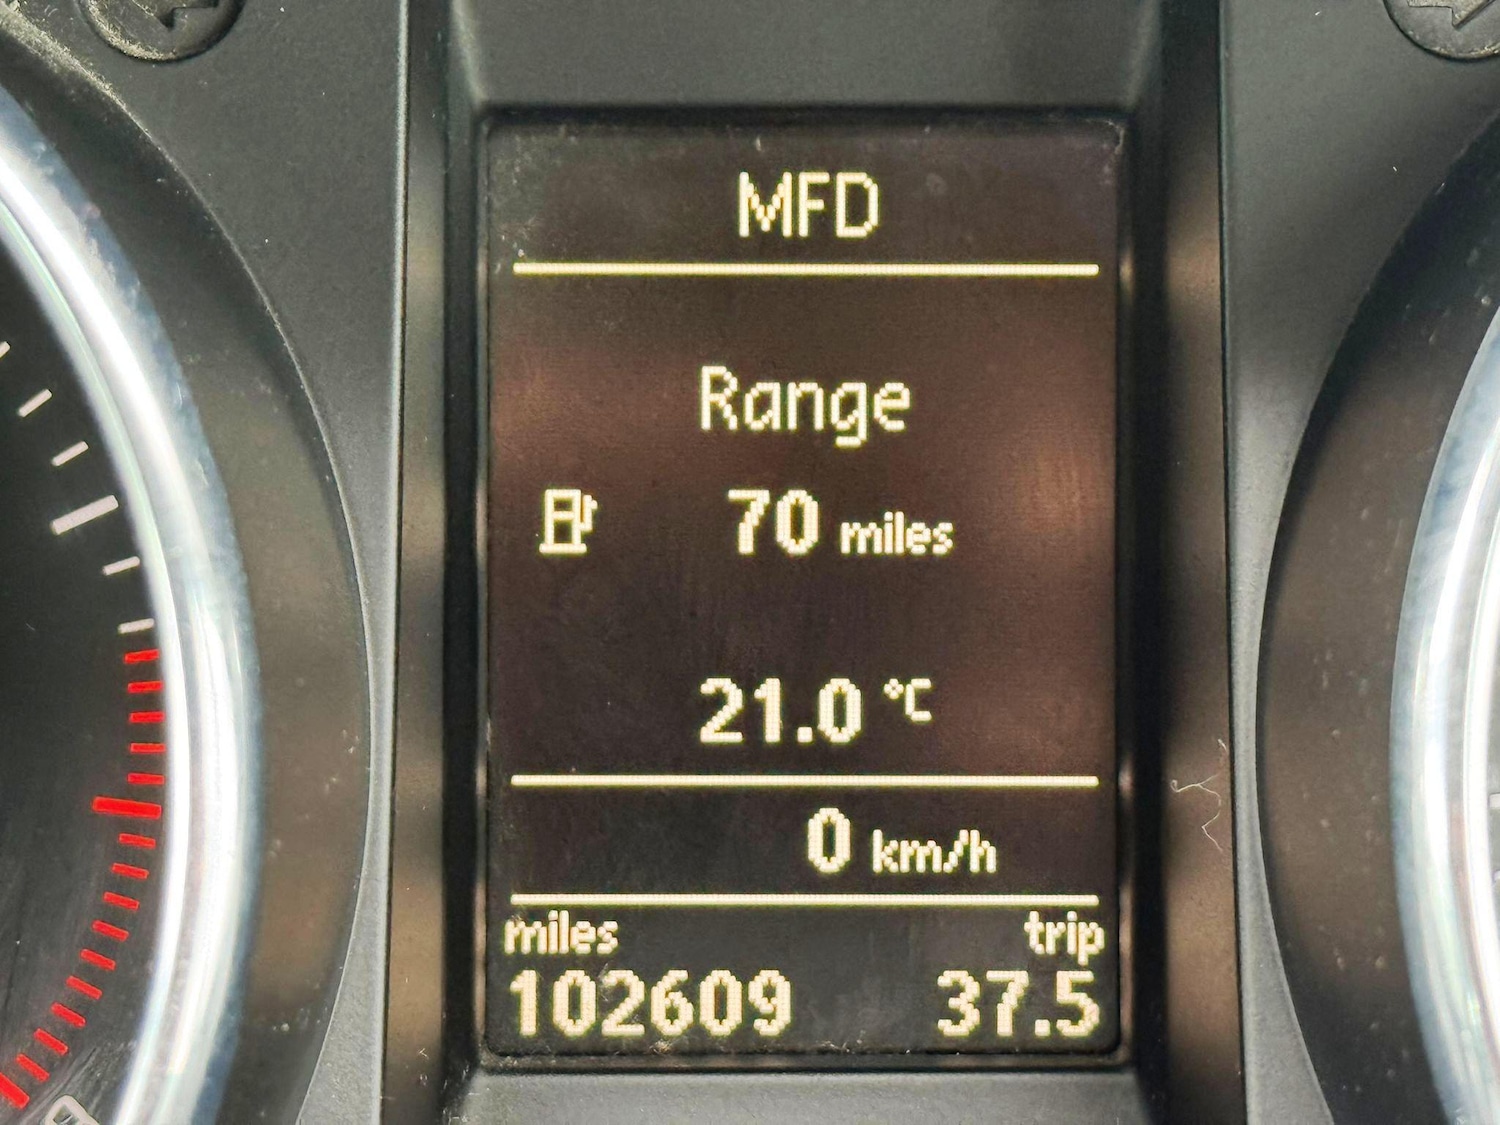 MFD
Range
70 miles
21.0 °C
0 km/h
miles trip
102609 37.5